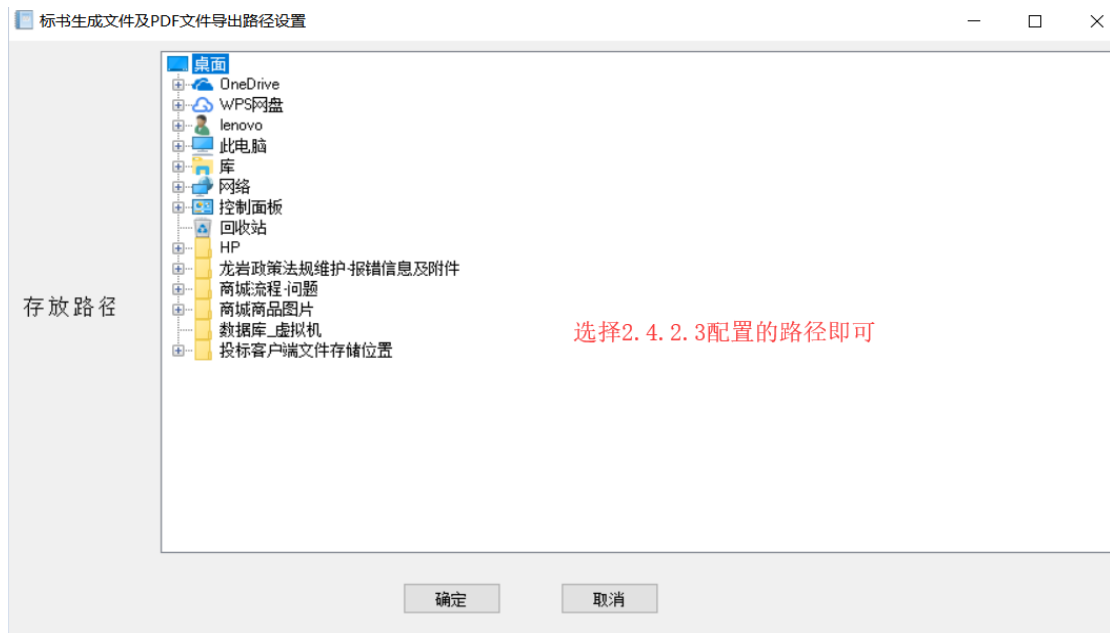 标书生成文件及PDF文件导出路径设置
桌面
OneDrive
WPS网盘
lenovo
此电脑
库
网络
控制面板
回收站
HP
龙岩政策法规维护-报错信息及附件
商城流程-问题
存放路径
商城商品图片
数据库_虚拟机
选择2.4.2.3配置的路径即可
投标客户端文件存储位置
确定
取消